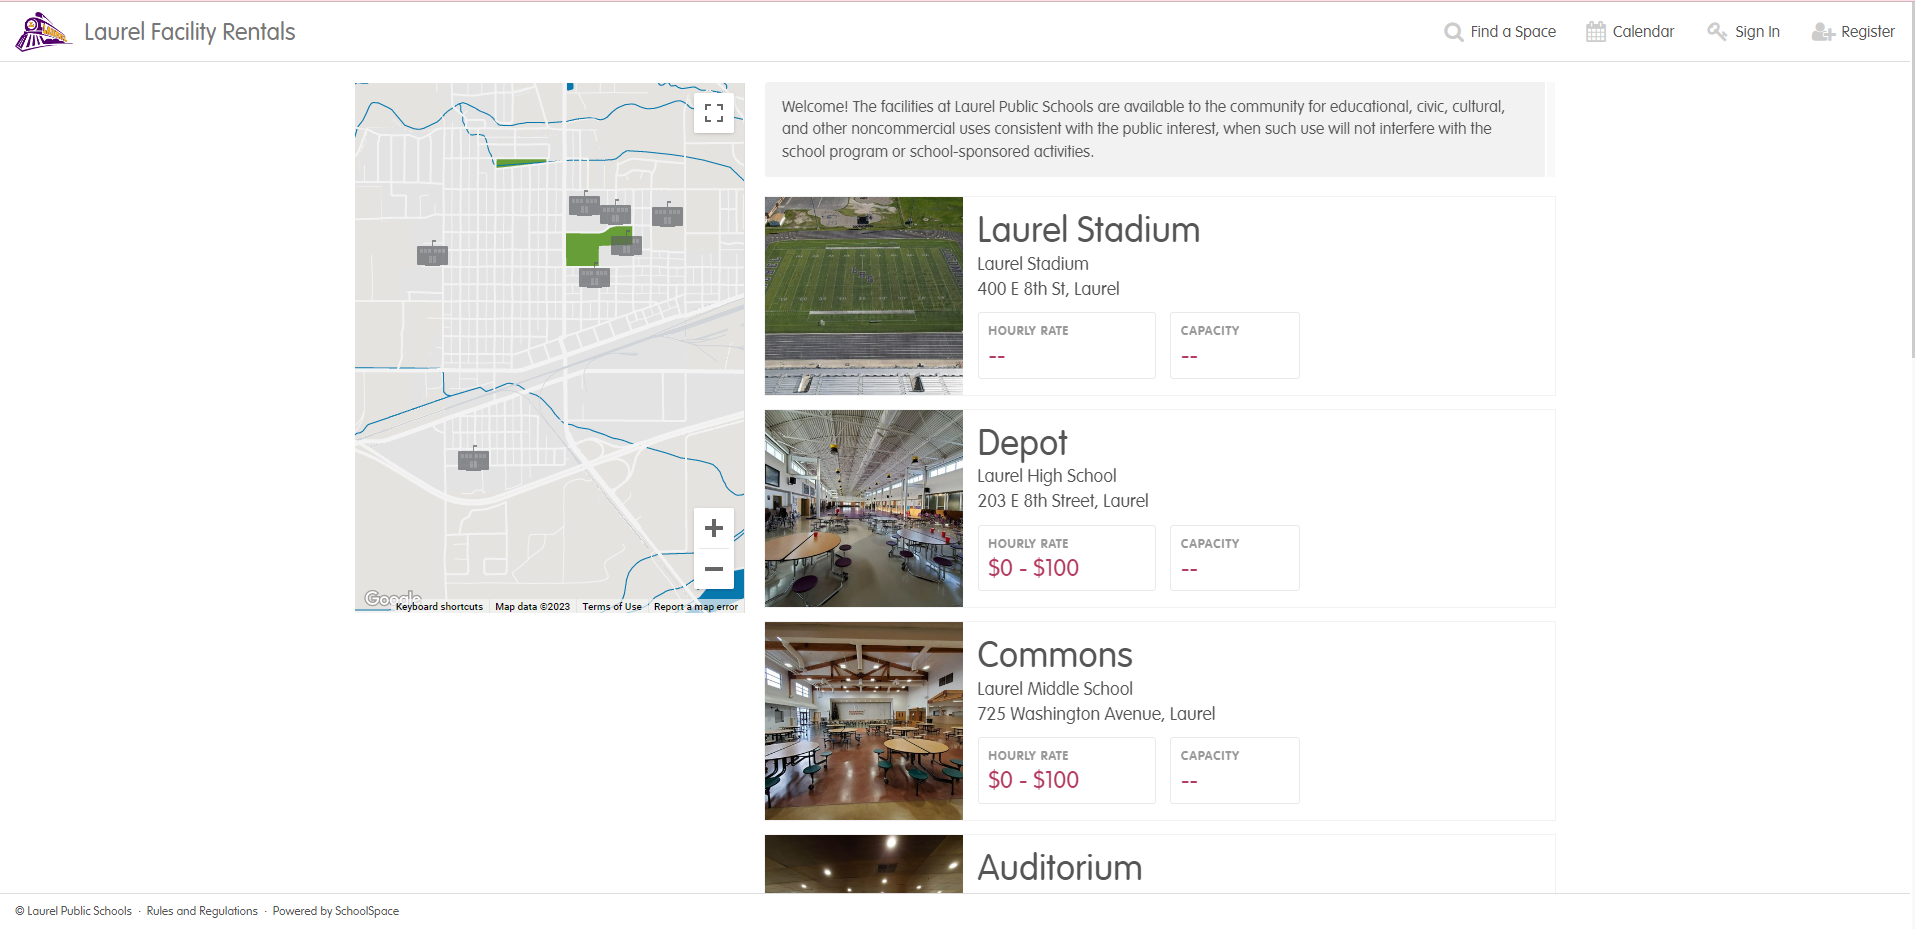 Laurel Facility Rentals
Find a Space
Calendar
Sign In
Register
Welcome! The facilities at Laurel Public Schools are available to the community for educational, civic, cultural,
and other noncommercial uses consistent with the public interest, when such use will not interfere with the
school program or school-sponsored activities.
Google
Keyboard shortcuts
Map data ©2023
Terms of Use
Report a map error
Laurel Stadium
Laurel Stadium
400 E 8th St, Laurel
HOURLY RATE
--
CAPACITY
--
Depot
Laurel High School
203 E 8th Street, Laurel
HOURLY RATE
$0 - $100
CAPACITY
--
Commons
Laurel Middle School
725 Washington Avenue, Laurel
HOURLY RATE
$0 - $100
CAPACITY
--
Auditorium
© Laurel Public Schools · Rules and Regulations · Powered by SchoolSpace